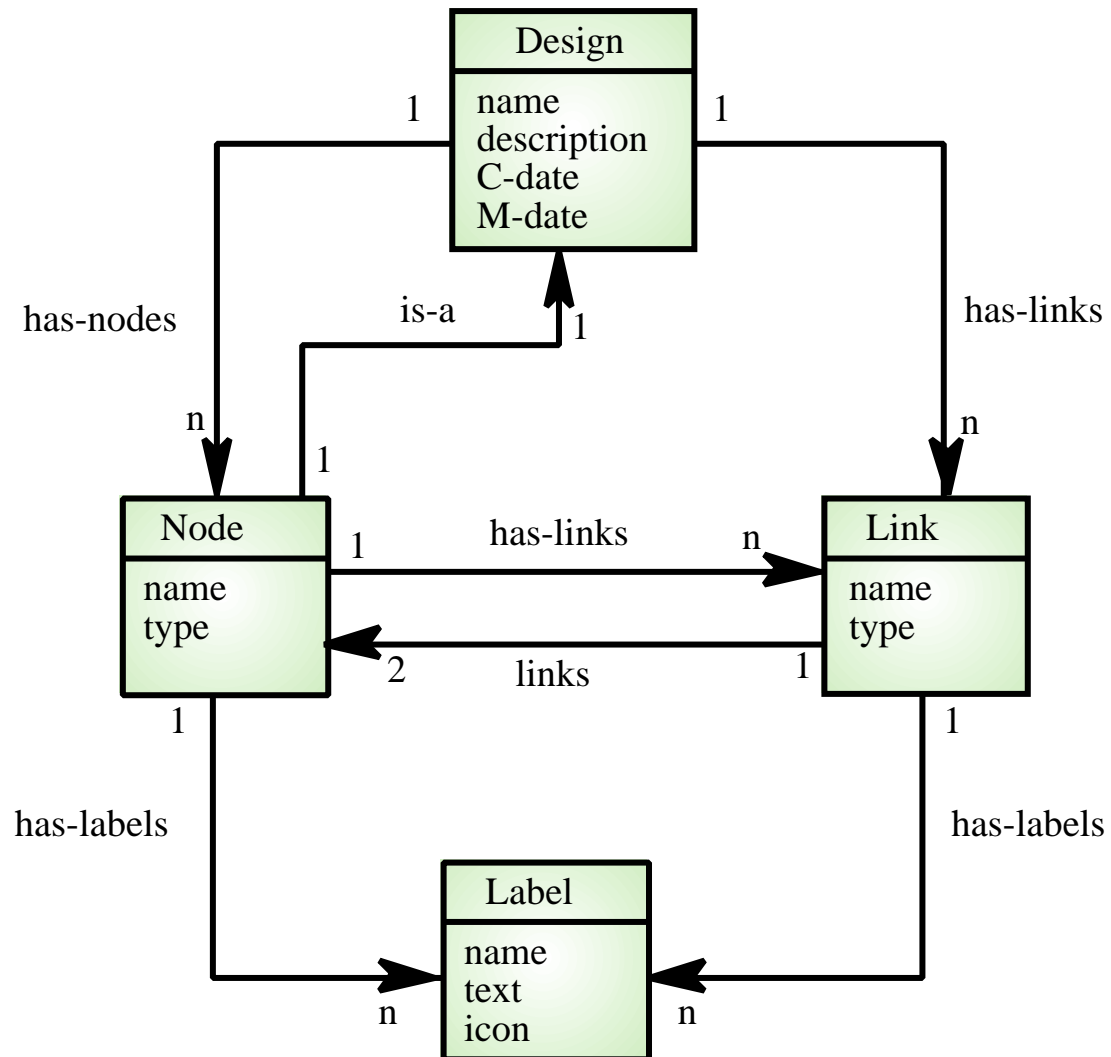 Design
name
description
C-date
M-date
1
1
has-nodes
is-a
1
has-links
n
1
n
Node
name
type
1
has-links
n
Link
name
type
2
links
1
1
1
has-labels
has-labels
Label
name
text
icon
n
n